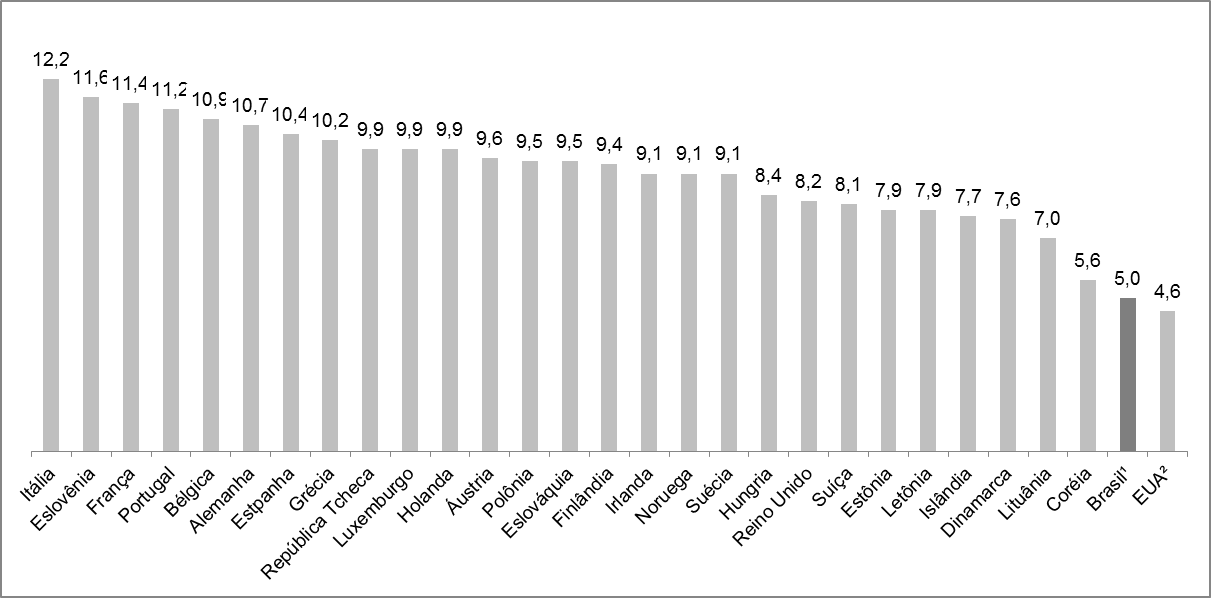 12,2
11,6
11,4
11,2
10,9
10,7
10,4
10,2
9,9
9,9
9,9
9,6
9,5
9,5
9,4
9,1
9,1
9,1
8,4
8,2
8,1
7,9
7,9
7,7
7,6
7,0
5,6
5,0
4,6
Itália
Eslovênia
França
Portugal
Bélgica
Alemanha
Estpanha
Grécia
República Tcheca
Luxemburgo
Holanda
Áustria
Polônia
Eslováquia
Finlândia
Irlanda
Noruega
Suécia
Hungria
Reino Unido
Suíça
Estônia
Letônia
Islândia
Dinamarca
Lituânia
Coréia
Brasil¹
EUA²